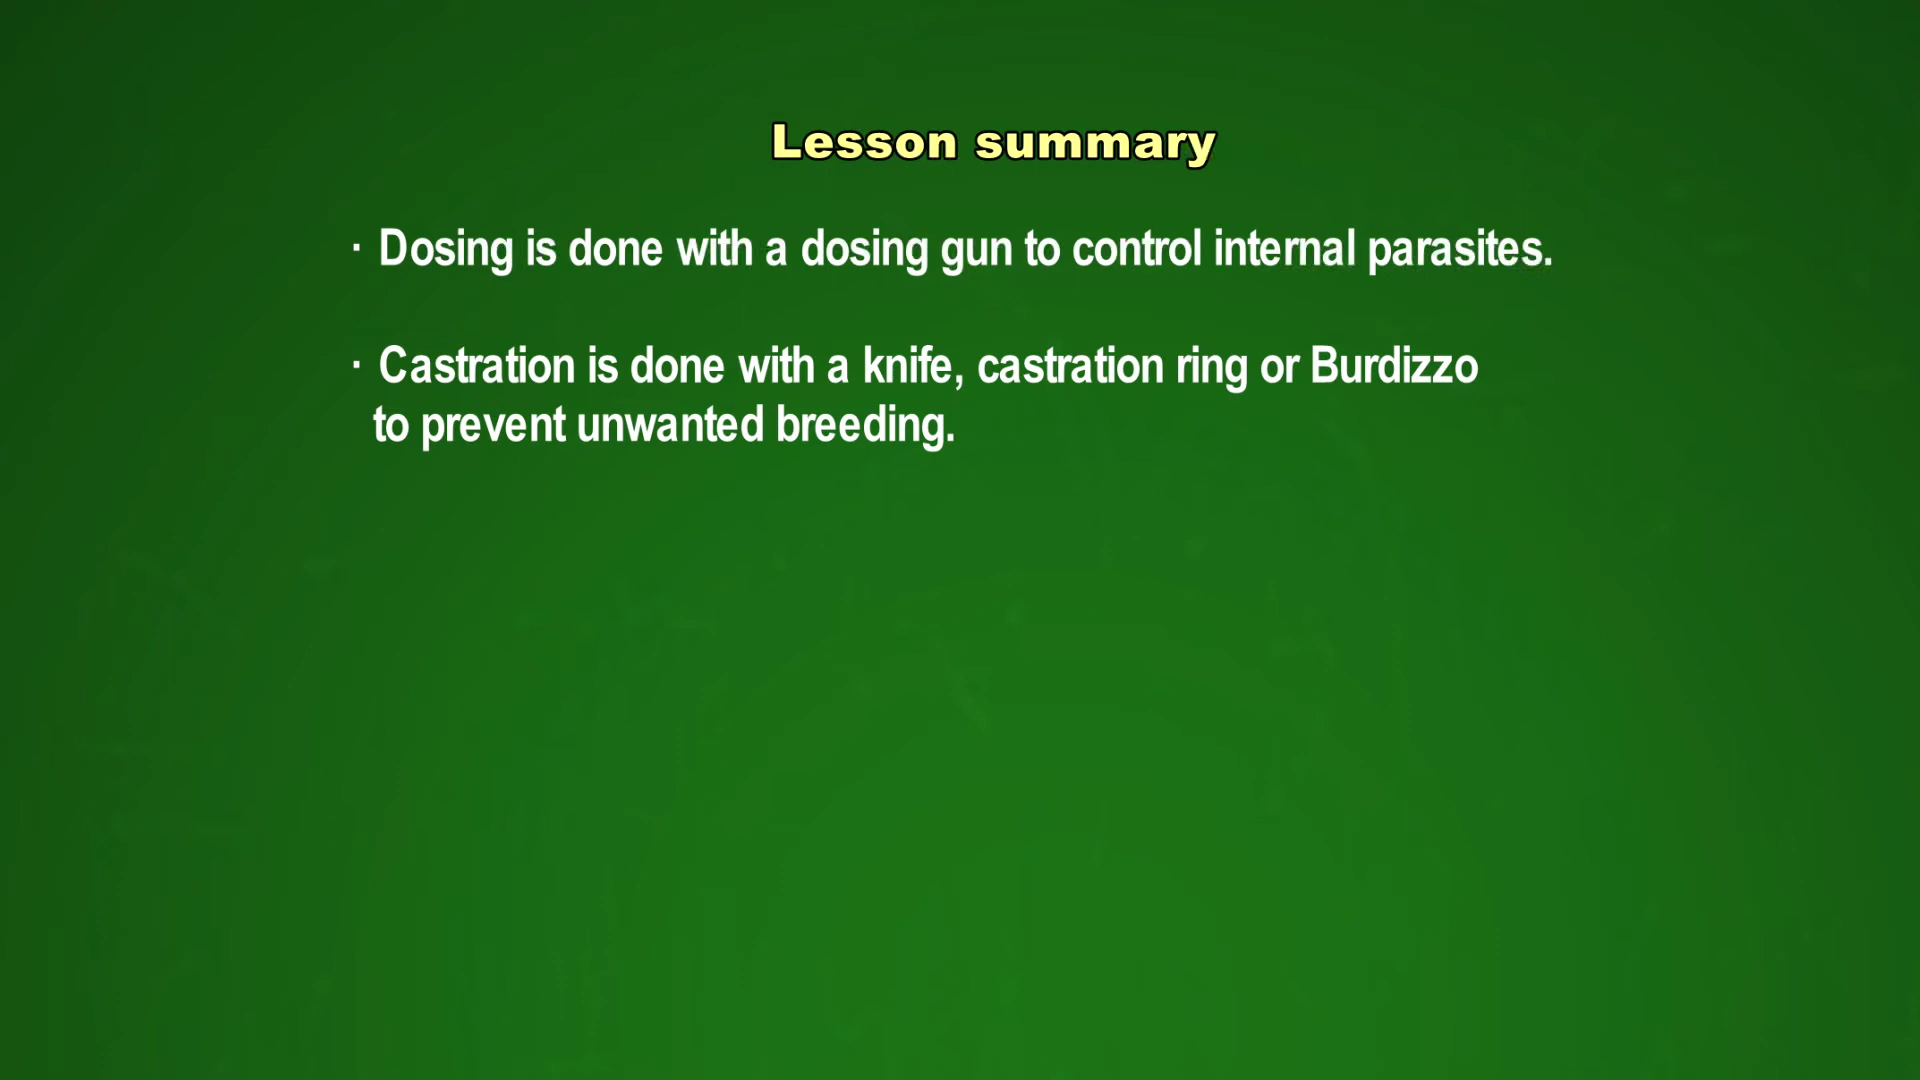 Lesson summary
· Dosing is done with a dosing gun to control internal parasites.
· Castration is done with a knife, castration ring or Burdizzo
to prevent unwanted breeding.